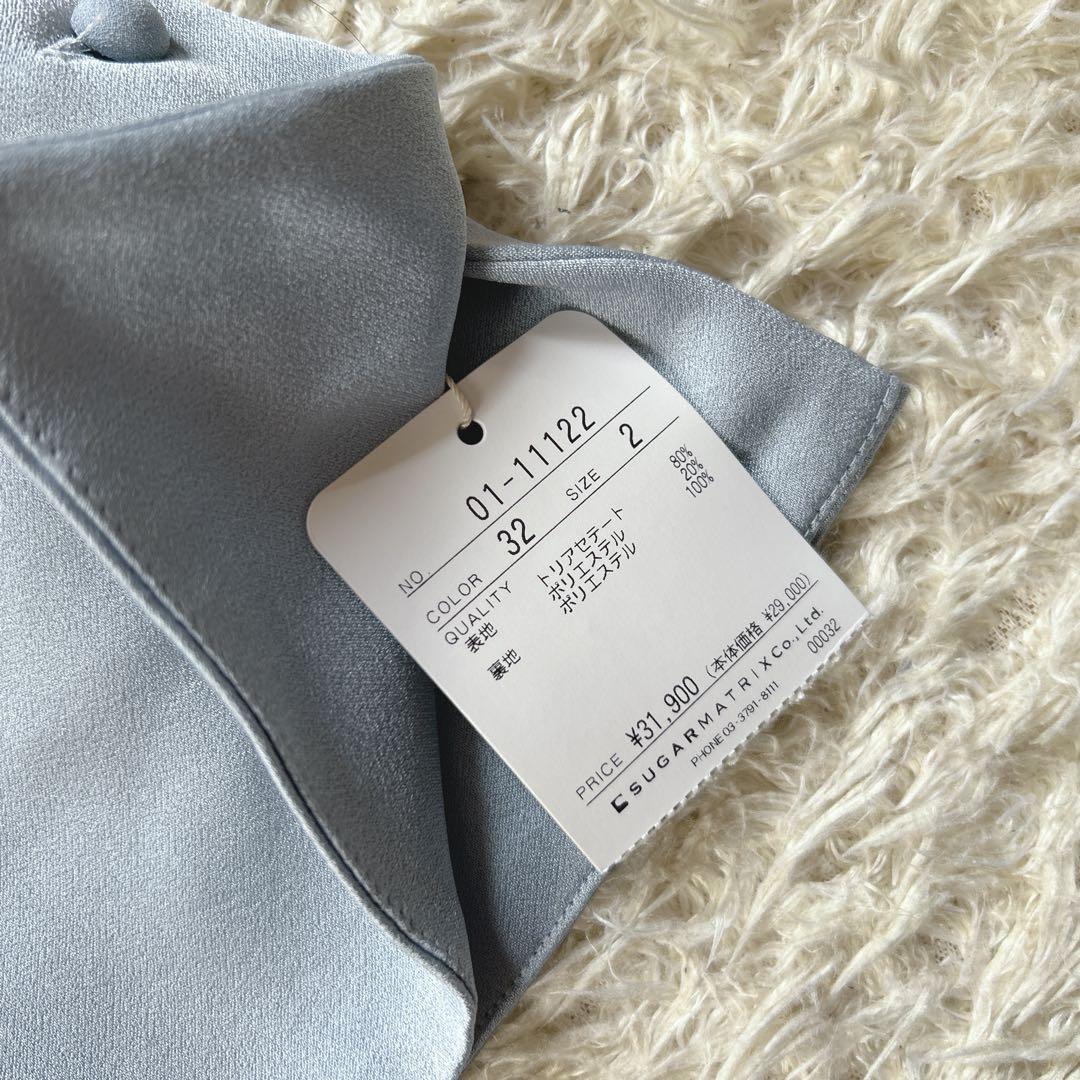 NO. 01-11122
COLOR 32 SIZE 2
QUALITY
表地 トリアセテート 80%
ポリエステル 20%
裏地 ポリエステル 100%
PRICE ¥31,900 (本体価格 ¥29,000)
SUGARMATRIX Co., Ltd.
PHONE 03-3791-8111 00032